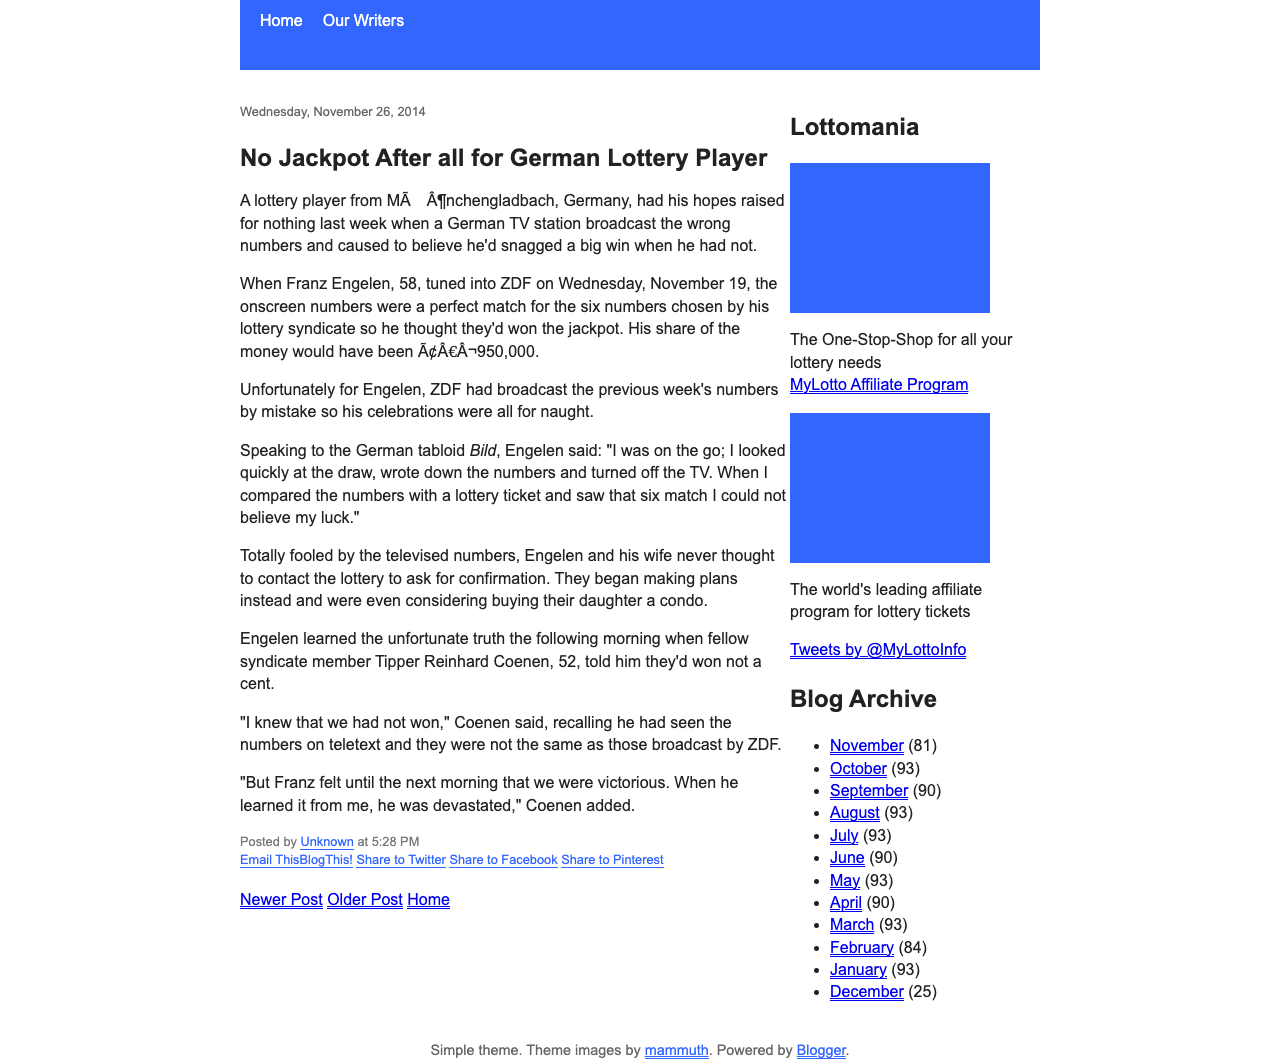 Home Our Writers
Wednesday, November 26, 2014
No Jackpot After all for German Lottery Player
A lottery player from MÃ Â¶nchengladbach, Germany, had his hopes raised
for nothing last week when a German TV station broadcast the wrong
numbers and caused to believe he'd snagged a big win when he had not.
When Franz Engelen, 58, tuned into ZDF on Wednesday, November 19, the
onscreen numbers were a perfect match for the six numbers chosen by his
lottery syndicate so he thought they'd won the jackpot. His share of the
money would have been Ã¢Â€Â¬950,000.
Unfortunately for Engelen, ZDF had broadcast the previous week's numbers
by mistake so his celebrations were all for naught.
Speaking to the German tabloid Bild, Engelen said: "I was on the go; I looked
quickly at the draw, wrote down the numbers and turned off the TV. When I
compared the numbers with a lottery ticket and saw that six match I could not
believe my luck."
Totally fooled by the televised numbers, Engelen and his wife never thought
to contact the lottery to ask for confirmation. They began making plans
instead and were even considering buying their daughter a condo.
Engelen learned the unfortunate truth the following morning when fellow
syndicate member Tipper Reinhard Coenen, 52, told him they'd won not a
cent.
"I knew that we had not won," Coenen said, recalling he had seen the
numbers on teletext and they were not the same as those broadcast by ZDF.
"But Franz felt until the next morning that we were victorious. When he
learned it from me, he was devastated," Coenen added.
Posted by Unknown at 5:28 PM
Email ThisBlogThis! Share to Twitter Share to Facebook Share to Pinterest
Newer Post Older Post Home
Lottomania
The One-Stop-Shop for all your
lottery needs
MyLotto Affiliate Program
The world's leading affiliate
program for lottery tickets
Tweets by @MyLottoInfo
Blog Archive
November (81)
October (93)
September (90)
August (93)
July (93)
June (90)
May (93)
April (90)
March (93)
February (84)
January (93)
December (25)
Simple theme. Theme images by mammuth. Powered by Blogger.